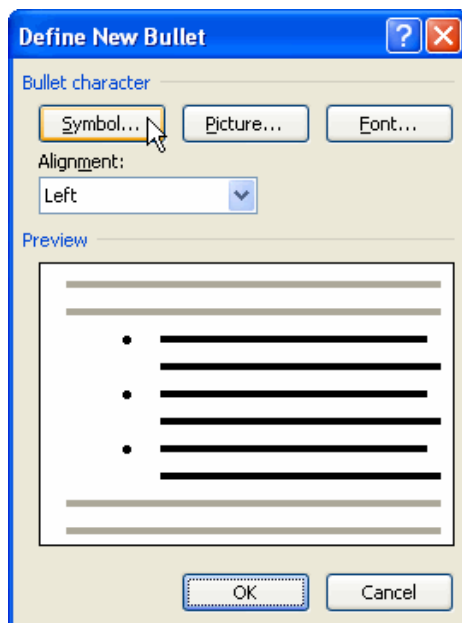 Define New Bullet
Bullet character
Symbol... Picture... Font...
Alignment:
Left
Preview
OK Cancel